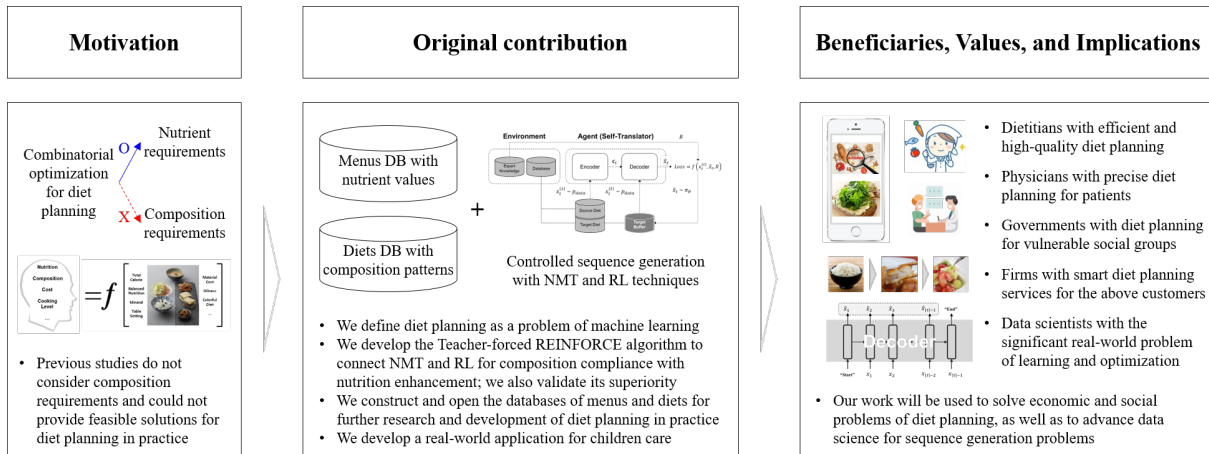 Motivation
Original contribution
Beneficiaries, Values, and Implications
Combinatorial
optimization
for diet
planning
O
Nutrient
requirements
X
Composition
requirements
Nutrition
Composition
Cost
Cooking
Level
...
=f
Total
Calorie
Balanced
Nutrition
Mineral
Table
Setting
Material
Cost
Oiliness
Colorful
Diet
...
• Previous studies do not
consider composition
requirements and could not
provide feasible solutions for
diet planning in practice
Menus DB with
nutrient values
+
Diets DB with
composition patterns
Environment
Agent (Self-Translator)
R
Expert
Knowledge
Database
Encoder
Decoder
Source Diet
Target Diet
Target
Buffer
Controlled sequence generation
with NMT and RL techniques
• We define diet planning as a problem of machine learning
• We develop the Teacher-forced REINFORCE algorithm to
connect NMT and RL for composition compliance with
nutrition enhancement; we also validate its superiority
• We construct and open the databases of menus and diets for
further research and development of diet planning in practice
• We develop a real-world application for children care
• Dietitians with efficient and
high-quality diet planning
• Physicians with precise diet
planning for patients
• Governments with diet planning
for vulnerable social groups
• Firms with smart diet planning
services for the above customers
• Data scientists with the
significant real-world problem
of learning and optimization
"End"
Decoder
"Start"
• Our work will be used to solve economic and social
problems of diet planning, as well as to advance data
science for sequence generation problems